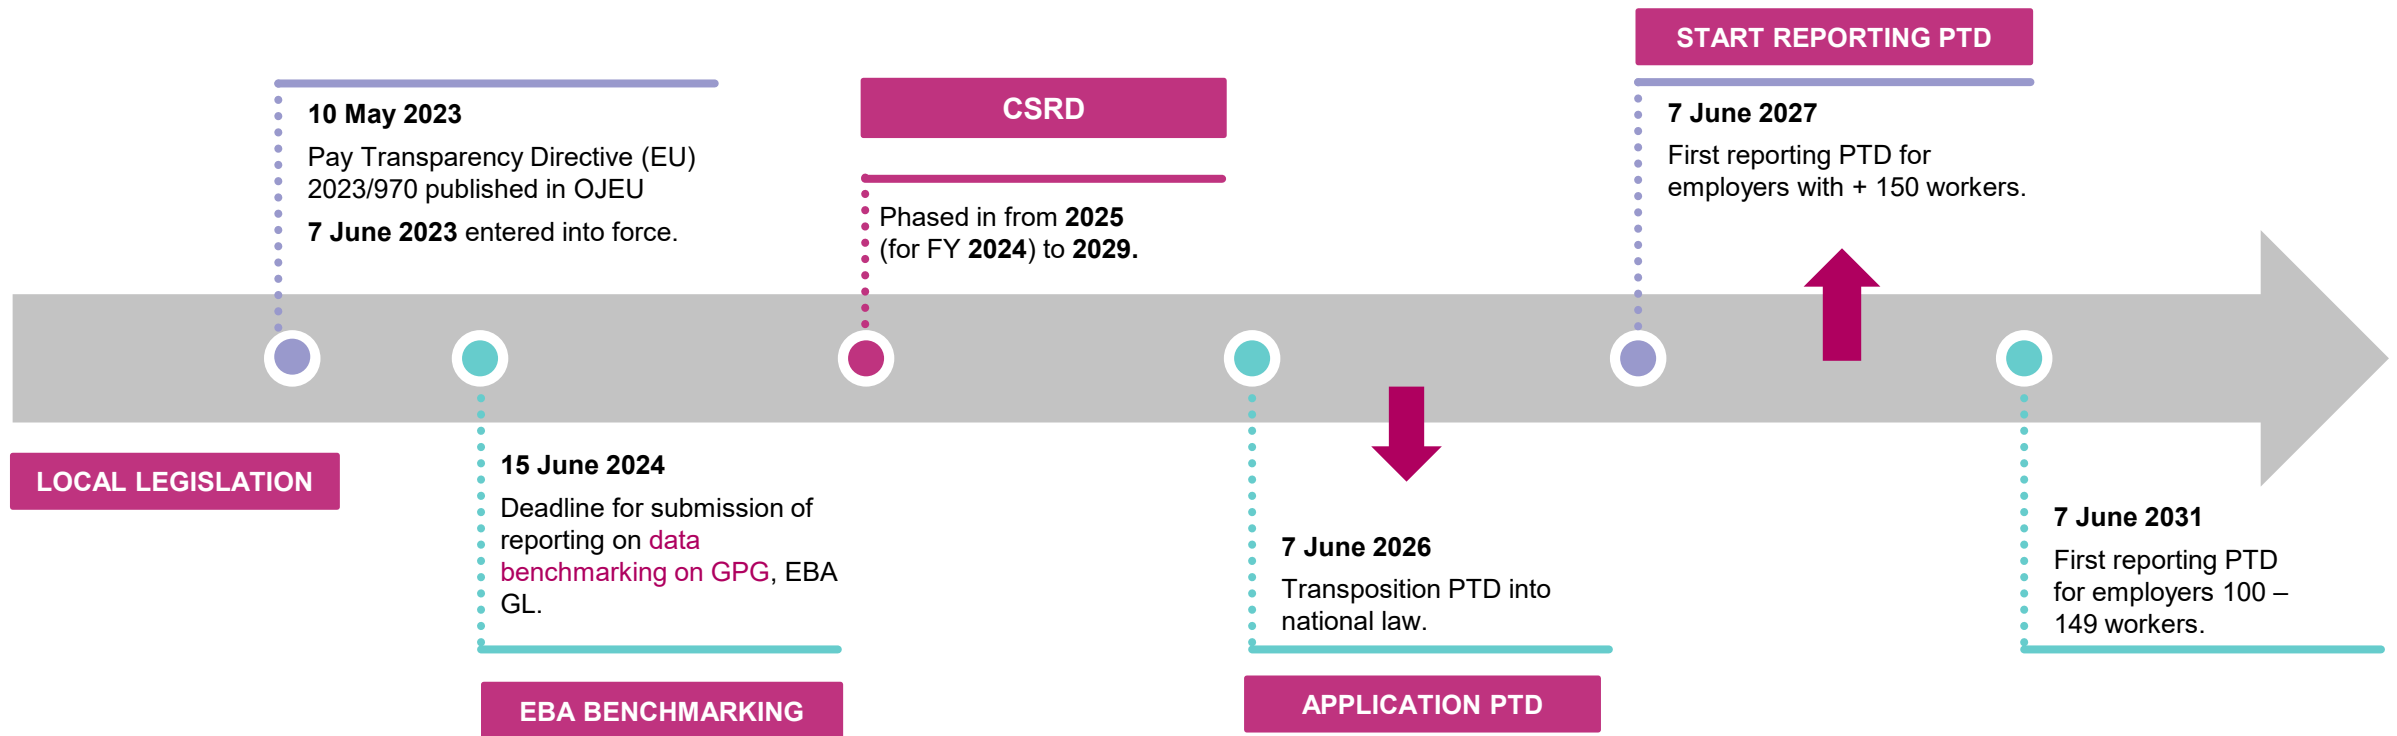 START REPORTING PTD
10 May 2023
Pay Transparency Directive (EU)
2023/970 published in OJEU
7 June 2023 entered into force.
CSRD
Phased in from 2025
(for FY 2024) to 2029.
7 June 2027
First reporting PTD for
employers with + 150 workers.
LOCAL LEGISLATION
15 June 2024
Deadline for submission of
reporting on data
benchmarking on GPG, EBA
GL.
EBA BENCHMARKING
7 June 2026
Transposition PTD into
national law.
APPLICATION PTD
7 June 2031
First reporting PTD
for employers 100 –
149 workers.